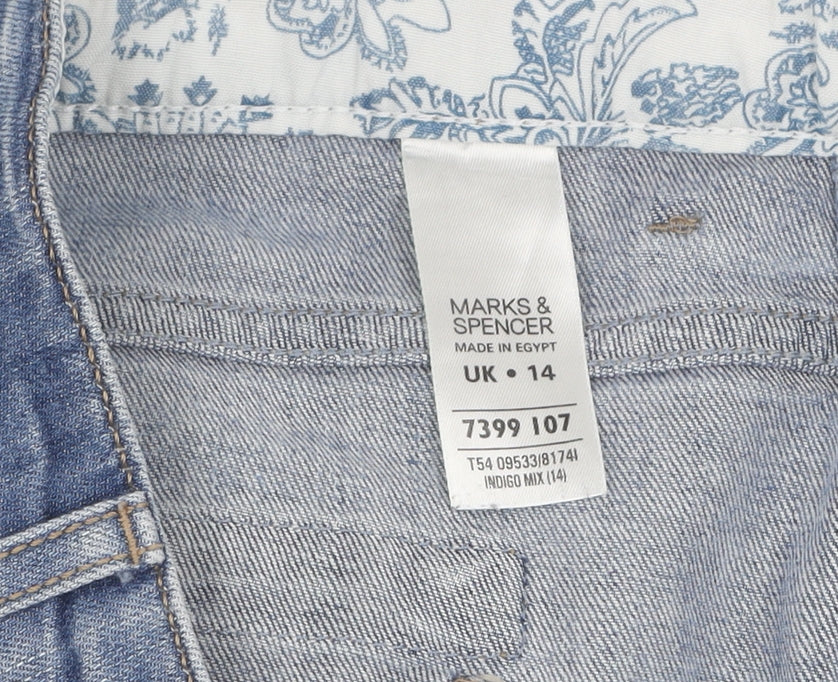 MARKS &
SPENCER
MADE IN EGYPT
UK • 14
7399 107
T54 09533/8174I
INDIGO MIX (14)